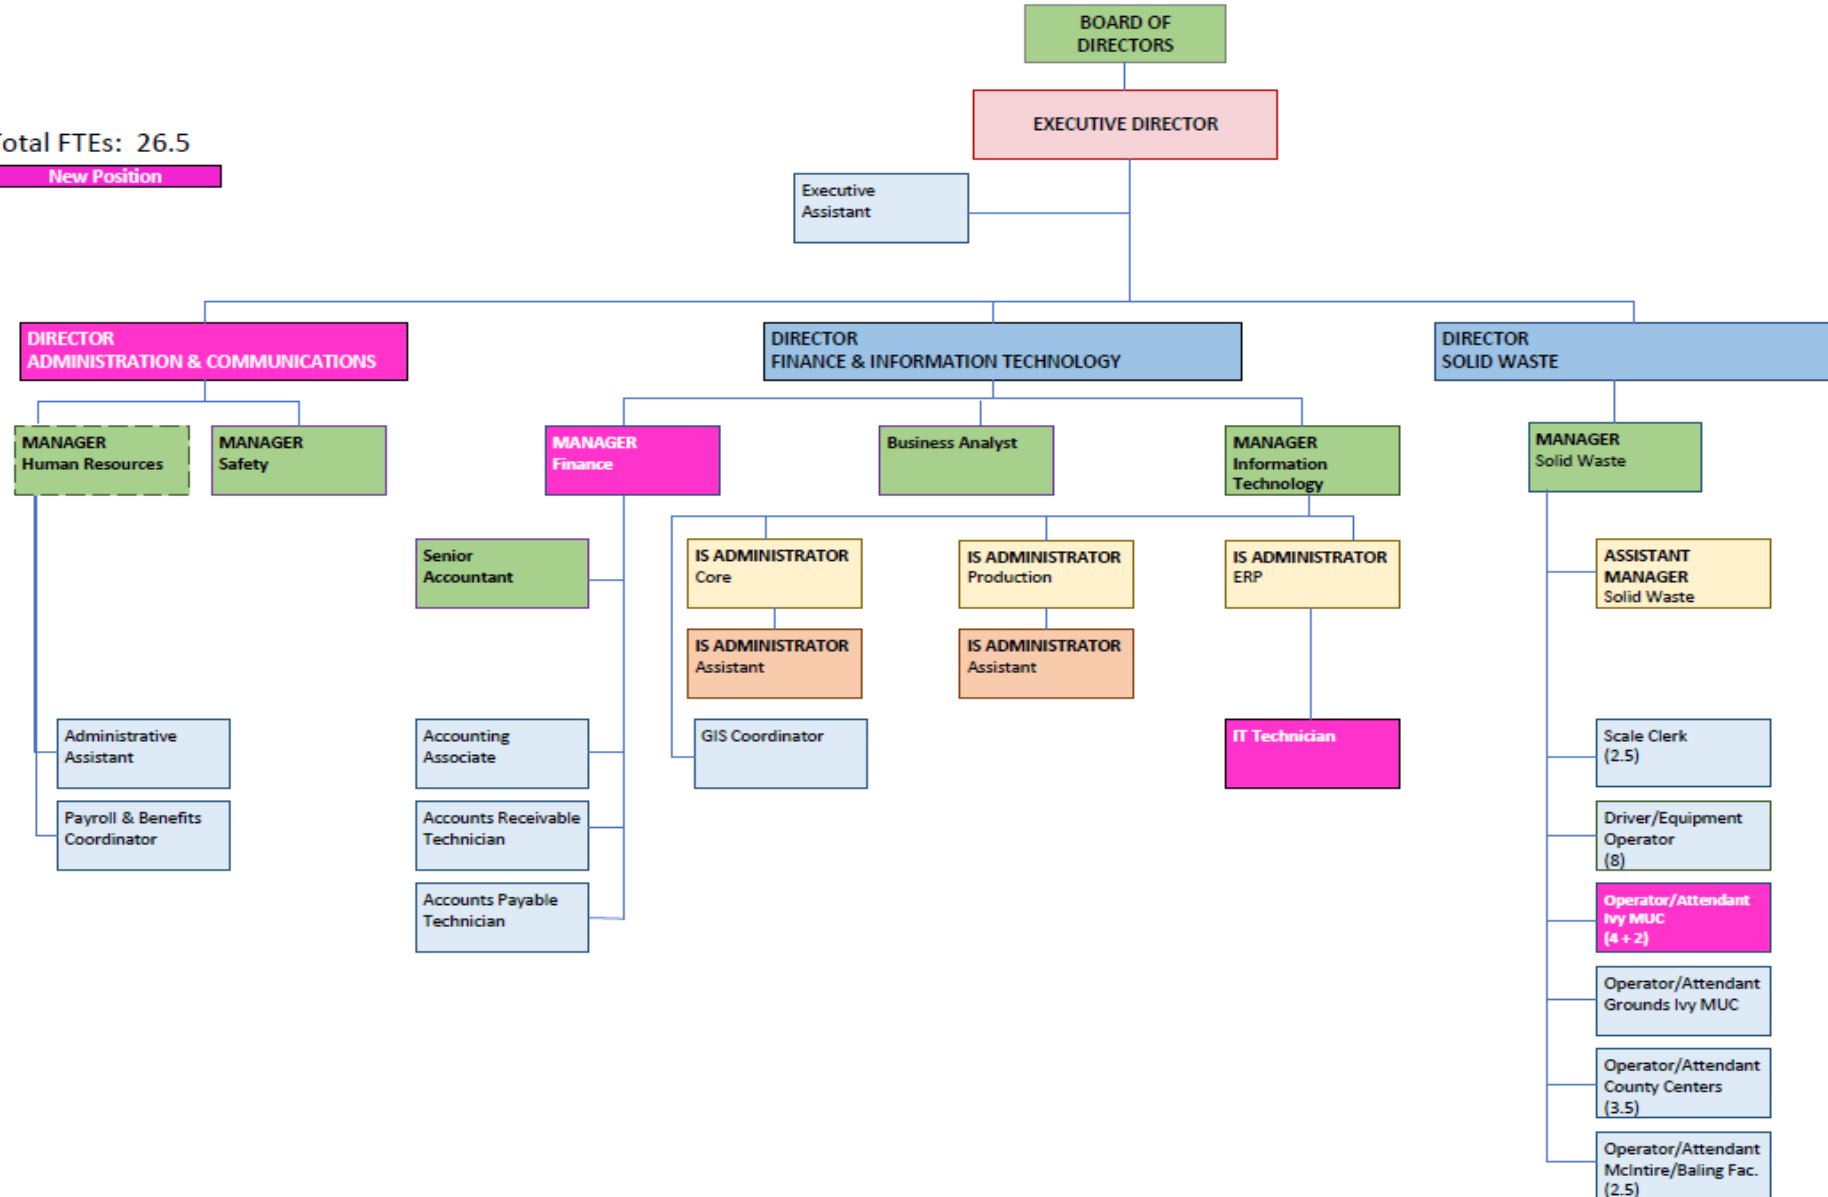 BOARD OF
DIRECTORS
EXECUTIVE DIRECTOR
otal FTEs: 26.5
New Position
Executive
Assistant
DIRECTOR
ADMINISTRATION & COMMUNICATIONS
DIRECTOR
FINANCE & INFORMATION TECHNOLOGY
DIRECTOR
SOLID WASTE
MANAGER
Human Resources
MANAGER
Safety
MANAGER
Finance
Business Analyst
MANAGER
Information
Technology
MANAGER
Solid Waste
Senior
Accountant
IS ADMINISTRATOR
Core
IS ADMINISTRATOR
Production
IS ADMINISTRATOR
ERP
ASSISTANT
MANAGER
Solid Waste
IS ADMINISTRATOR
Assistant
IS ADMINISTRATOR
Assistant
Administrative
Assistant
Accounting
Associate
GIS Coordinator
IT Technician
Scale Clerk
(2.5)
Payroll & Benefits
Coordinator
Accounts Receivable
Technician
Driver/Equipment
Operator
(8)
Accounts Payable
Technician
Operator/Attendant
Ivy MUC
(4 + 2)
Operator/Attendant
Grounds Ivy MUC
Operator/Attendant
County Centers
(3.5)
Operator/Attendant
McIntire/Baling Fac.
(2.5)